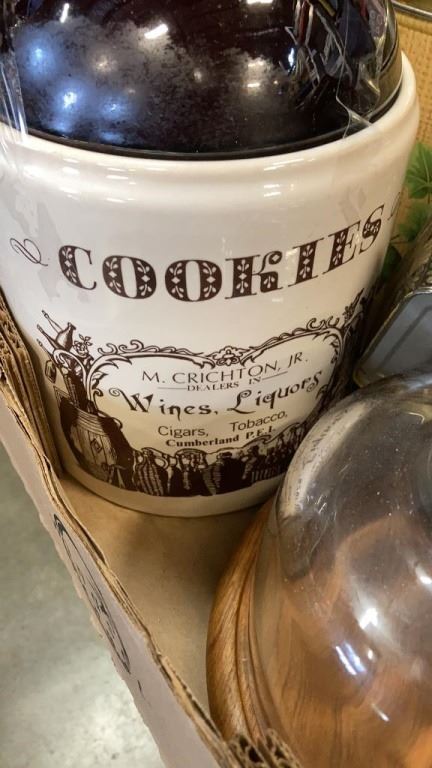 COOKIES
M. CRICHTON, JR.
DEALERS IN
Wines, Liquors
Cigars, Tobacco,
Cumberland P.E.I.